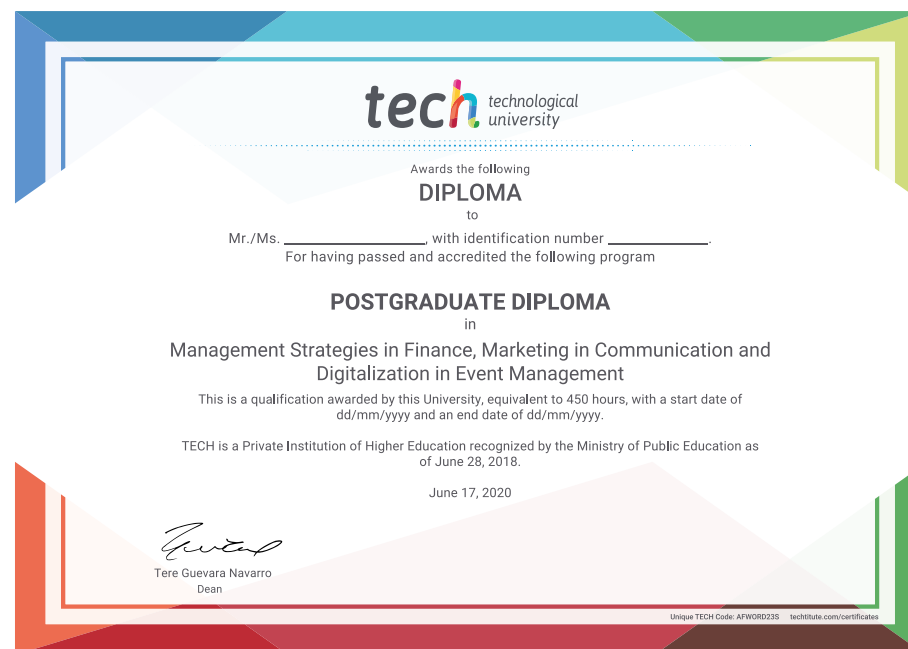 tech technological
university
Awards the following
DIPLOMA
to
Mr./Ms. ____________________, with identification number ______________.
For having passed and accredited the following program
POSTGRADUATE DIPLOMA
in
Management Strategies in Finance, Marketing in Communication and
Digitalization in Event Management
This is a qualification awarded by this University, equivalent to 450 hours, with a start date of
dd/mm/yyyy and an end date of dd/mm/yyyy.
TECH is a Private Institution of Higher Education recognized by the Ministry of Public Education as
of June 28, 2018.
June 17, 2020
Tere Guevara Navarro
Dean
Unique TECH Code: AFWORD23S techtitute.com/certificates